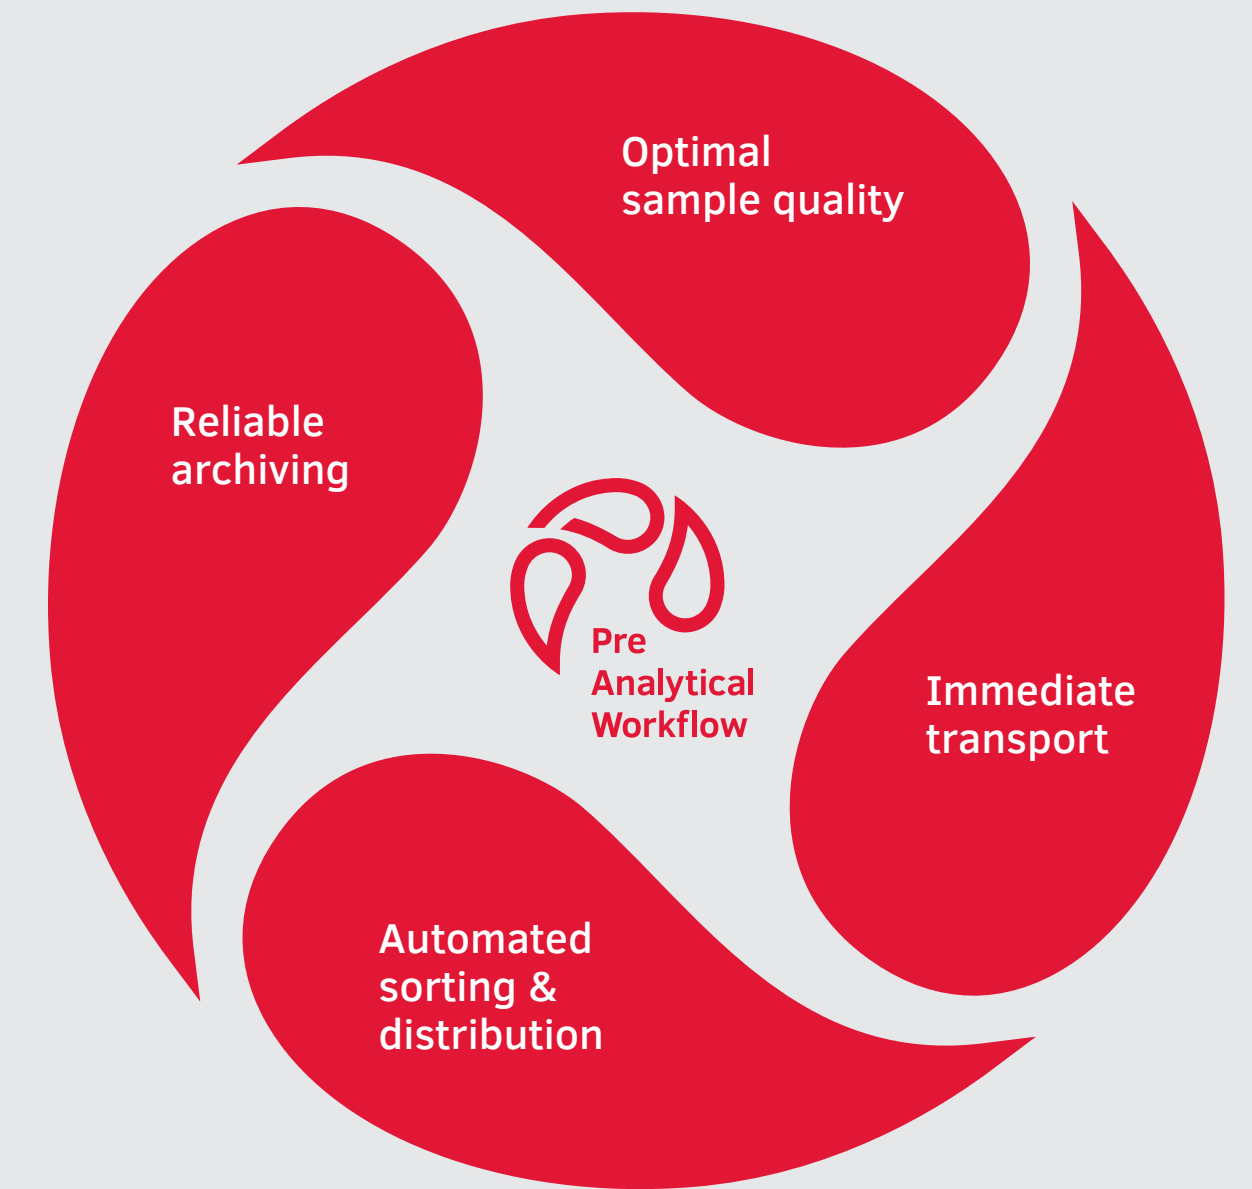 Optimal
sample quality
Reliable
archiving
Pre
Analytical
Workflow
Immediate
transport
Automated
sorting &
distribution